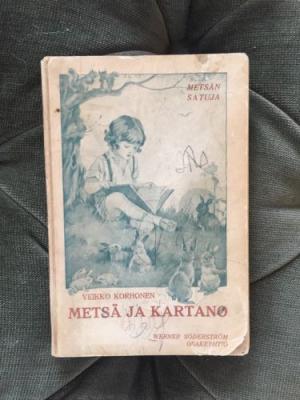 METSÄN
SATUJA
VEIKKO KORHONEN
METSÄ JA KARTANO
WERNER SÖDERSTRÖM
OSAKEYHTIÖ